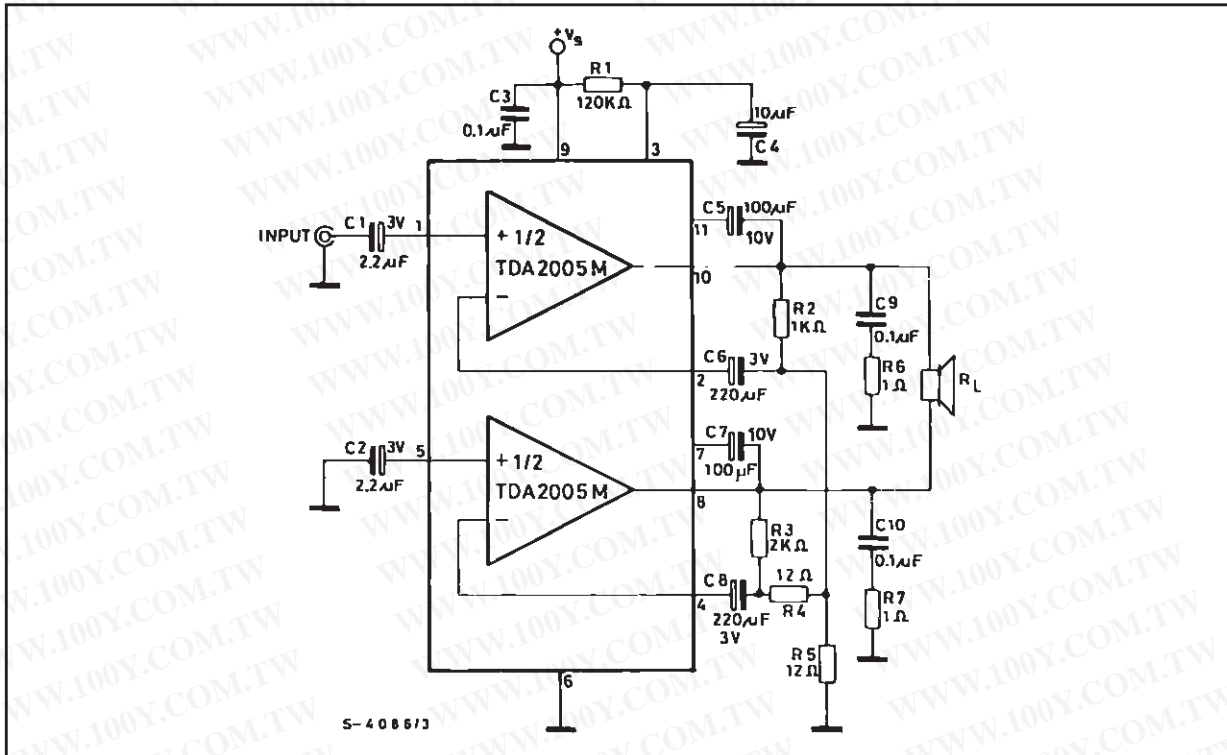 +Vs
R1
120KΩ
C3
0.1µF
10µF
C4
9
3
C1
3V
1
INPUT
2.2µF
+ 1/2
TDA2005M
−
C5
100µF
11
10V
10
R2
1KΩ
C9
0.1µF
R6
1Ω
RL
C6
3V
2
220µF
C7
10V
7
100µF
C2
3V
5
2.2µF
+ 1/2
TDA2005M
−
8
C10
0.1µF
R3
2KΩ
12Ω
R4
C8
4
220µF
3V
R7
1Ω
R5
12Ω
6
S-4086/3
WWW.100Y.COM.TW